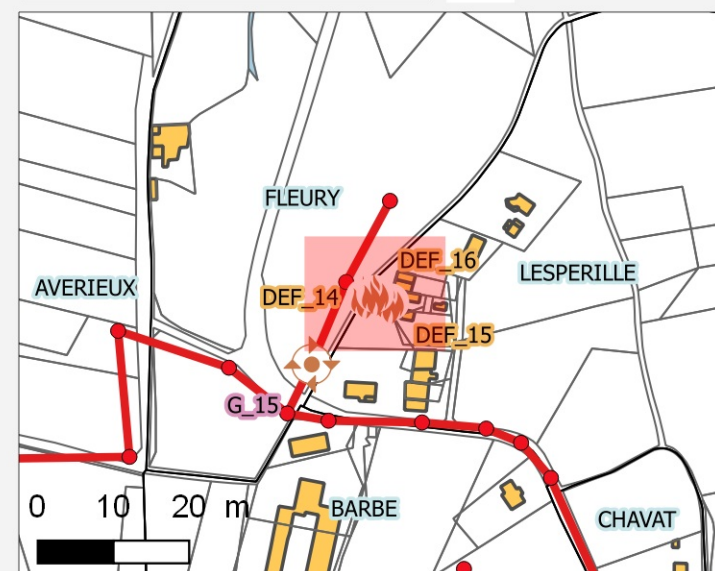 FLEURY
DEF_16
LESPERILLE
AVERIEUX
DEF_14
DEF_15
G_15
0 10 20 m
BARBE
CHAVAT